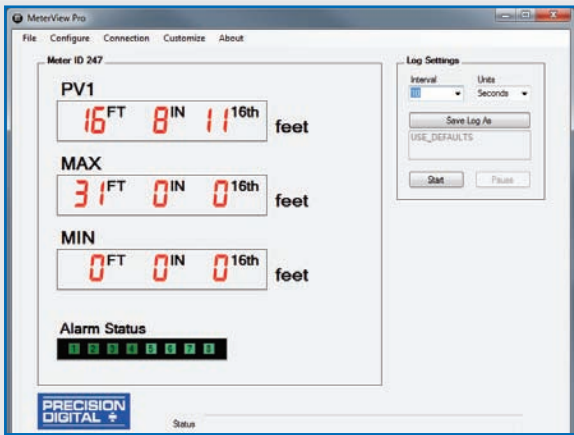 MeterView Pro
File Configure Connection Customize About
Meter ID 247
PV1
16 FT 8 IN 11 16th feet
MAX
31 FT 0 IN 0 16th feet
MIN
0 FT 0 IN 0 16th feet
Alarm Status
1 2 3 4 5 6 7 8
Log Settings
Interval Units
10 Seconds
Save Log As
USE_DEFAULTS
Start Pause
PRECISION
DIGITAL
Status